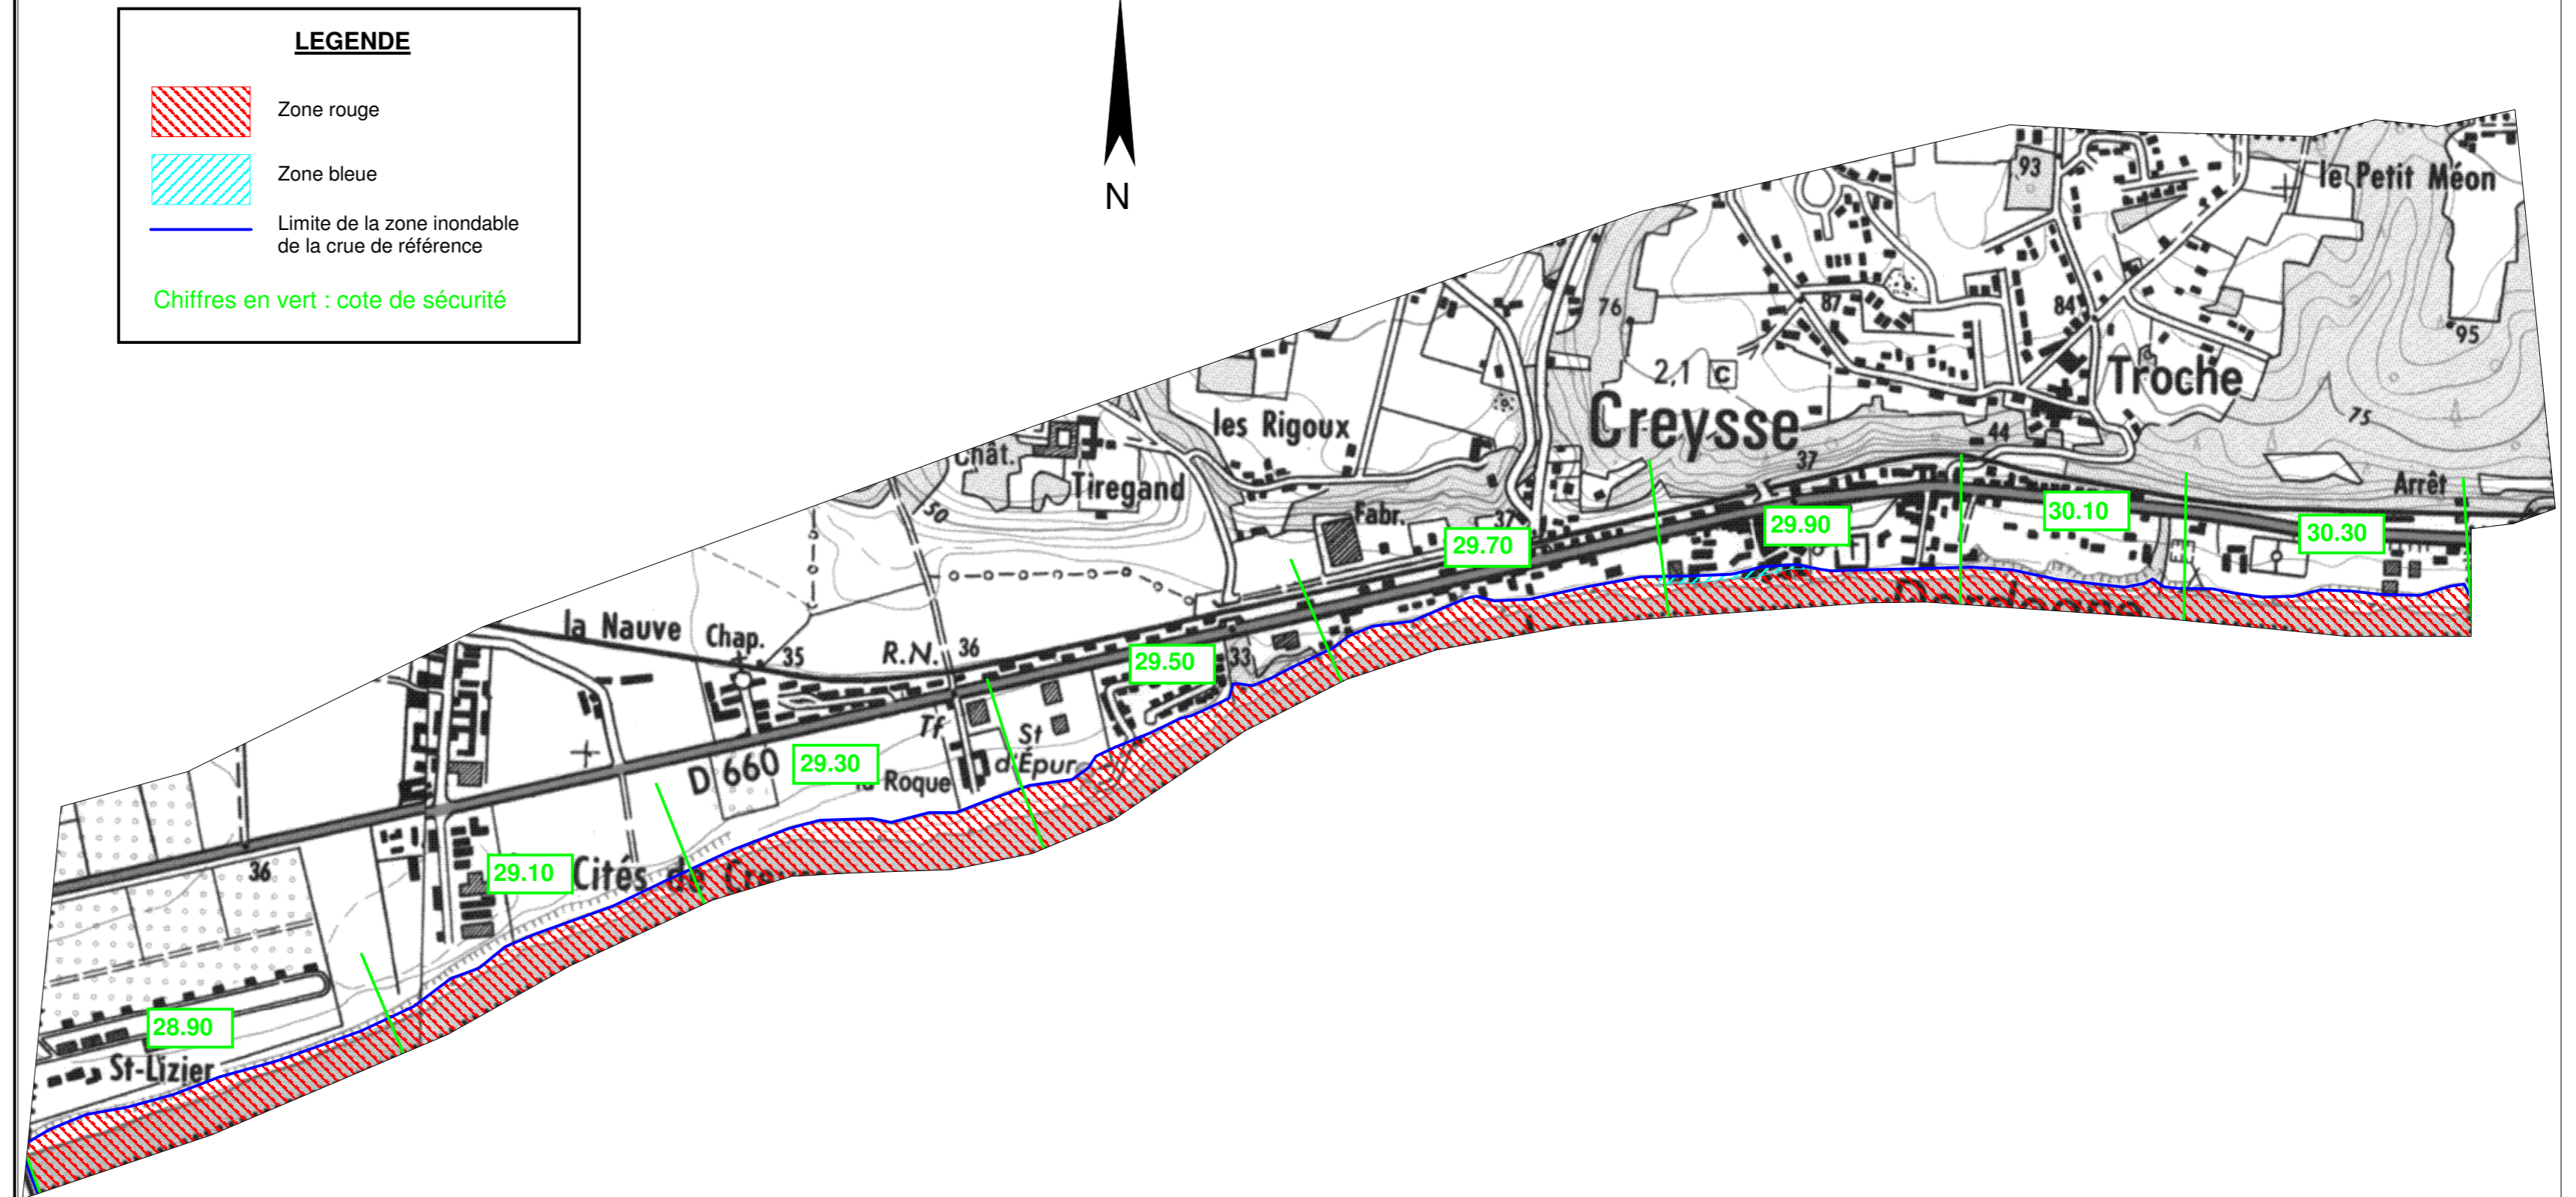 LEGENDE
Zone rouge
Zone bleue
Limite de la zone inondable
de la crue de référence
Chiffres en vert : cote de sécurité
N
93
le Petit Méon
76
87
84
95
2,1 C
Troche
les Rigoux
Creysse
75
44
Chât.
37
Tiregand
Arrêt
50
Fabr.
37
29.70
29.90
30.10
30.30
la Nauve
Chap.
35
R.N.
36
29.50
33
Tf.
St
d'Épur
D 660
29.30
Roque
36
29.10
Cités de
28.90
St-Lizier